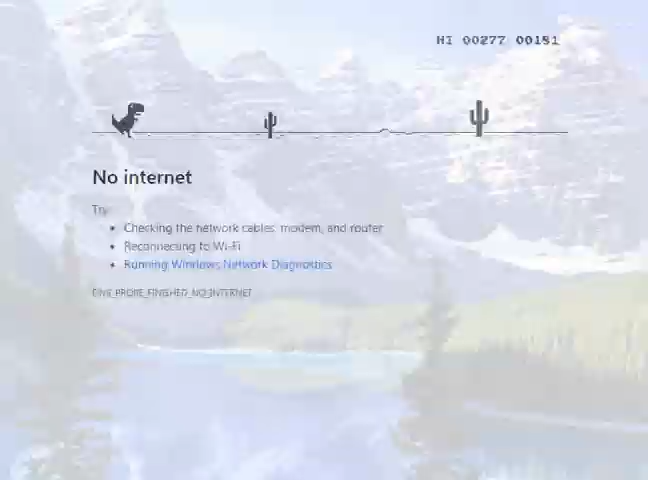 HI 00277 00181
No internet
Try:
Checking the network cables, modem, and router
Reconnecting to Wi-Fi
Running Windows Network Diagnostics
DNS_PROBE_FINISHED_NO_INTERNET